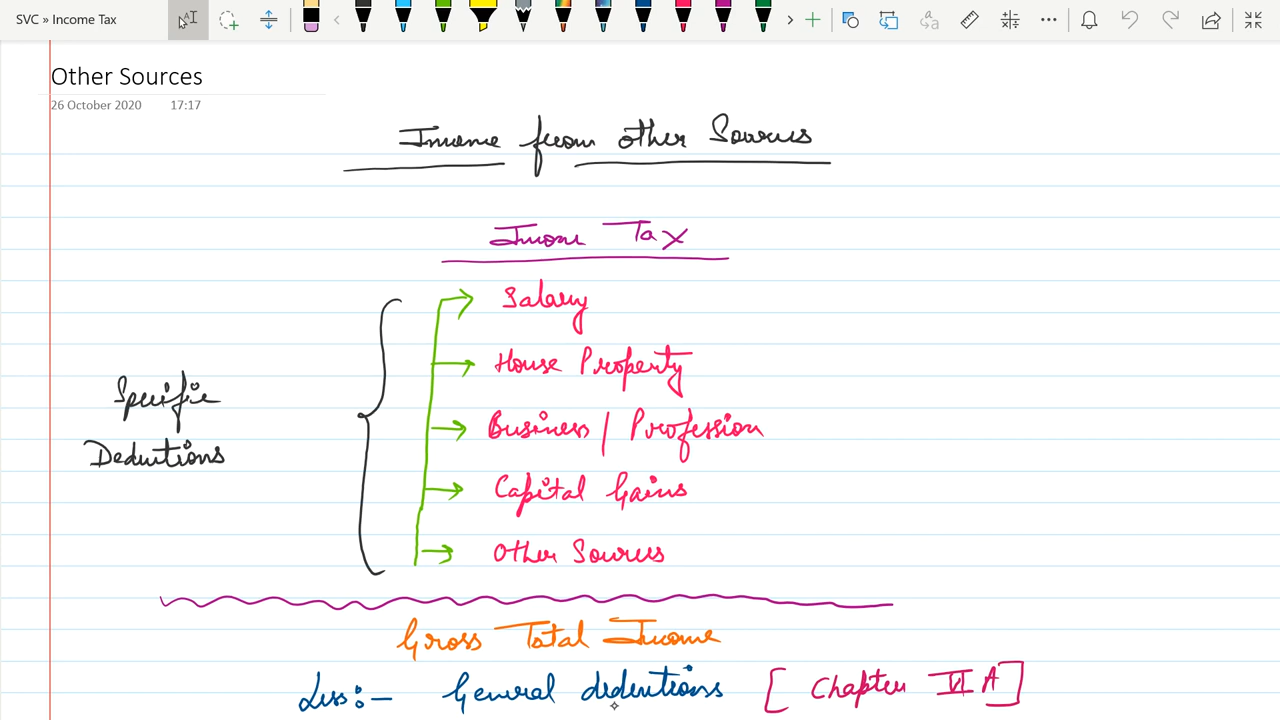 SVC » Income Tax
Other Sources
26 October 2020 17:17
Income from other Sources
Income Tax
Salary
House Property
Specific
Business / Profession
Deductions
Capital Gains
Other Sources
Gross Total Income
Less:- General deductions [Chapter VI A]